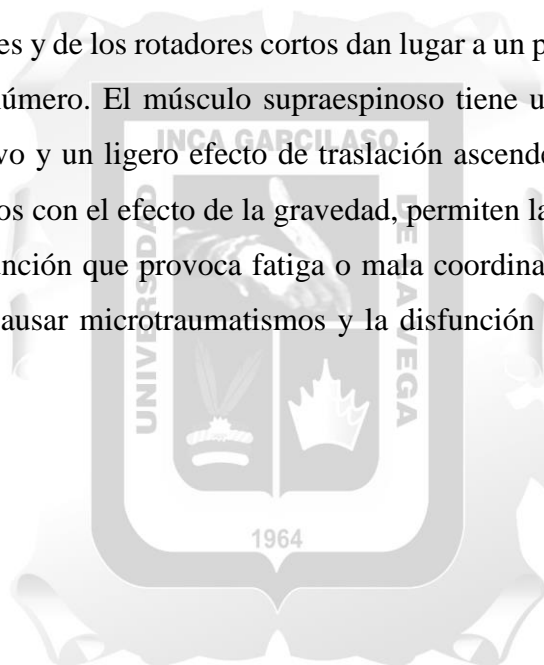 es y de los rotadores cortos dan lugar a un p
úmero. El músculo supraespinoso tiene u
vo y un ligero efecto de traslación ascende
os con el efecto de la gravedad, permiten la
unción que provoca fatiga o mala coordina
ausar microtraumatismos y la disfunción
INCA GARCILASO
UNIVERSIDAD
DE LA VEGA
1964